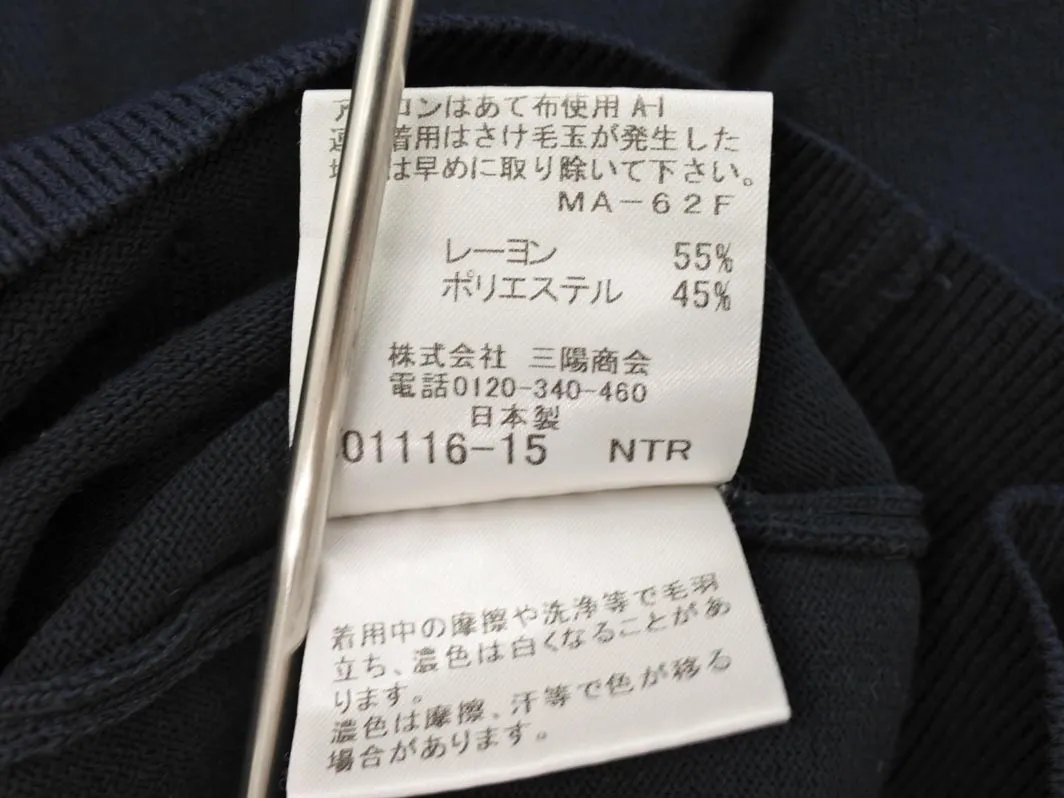 アイロンはあて布使用 A-1
連続着用はさけ毛玉が発生した
場合は早めに取り除いて下さい。
MA-62F
レーヨン 55%
ポリエステル 45%
株式会社 三陽商会
電話0120-340-460
日本製
01116-15 NTR
着用中の摩擦や洗浄等で毛羽
立ち、濃色は白くなることがあ
ります。
濃色は摩擦、汗等で色が移る
場合があります。